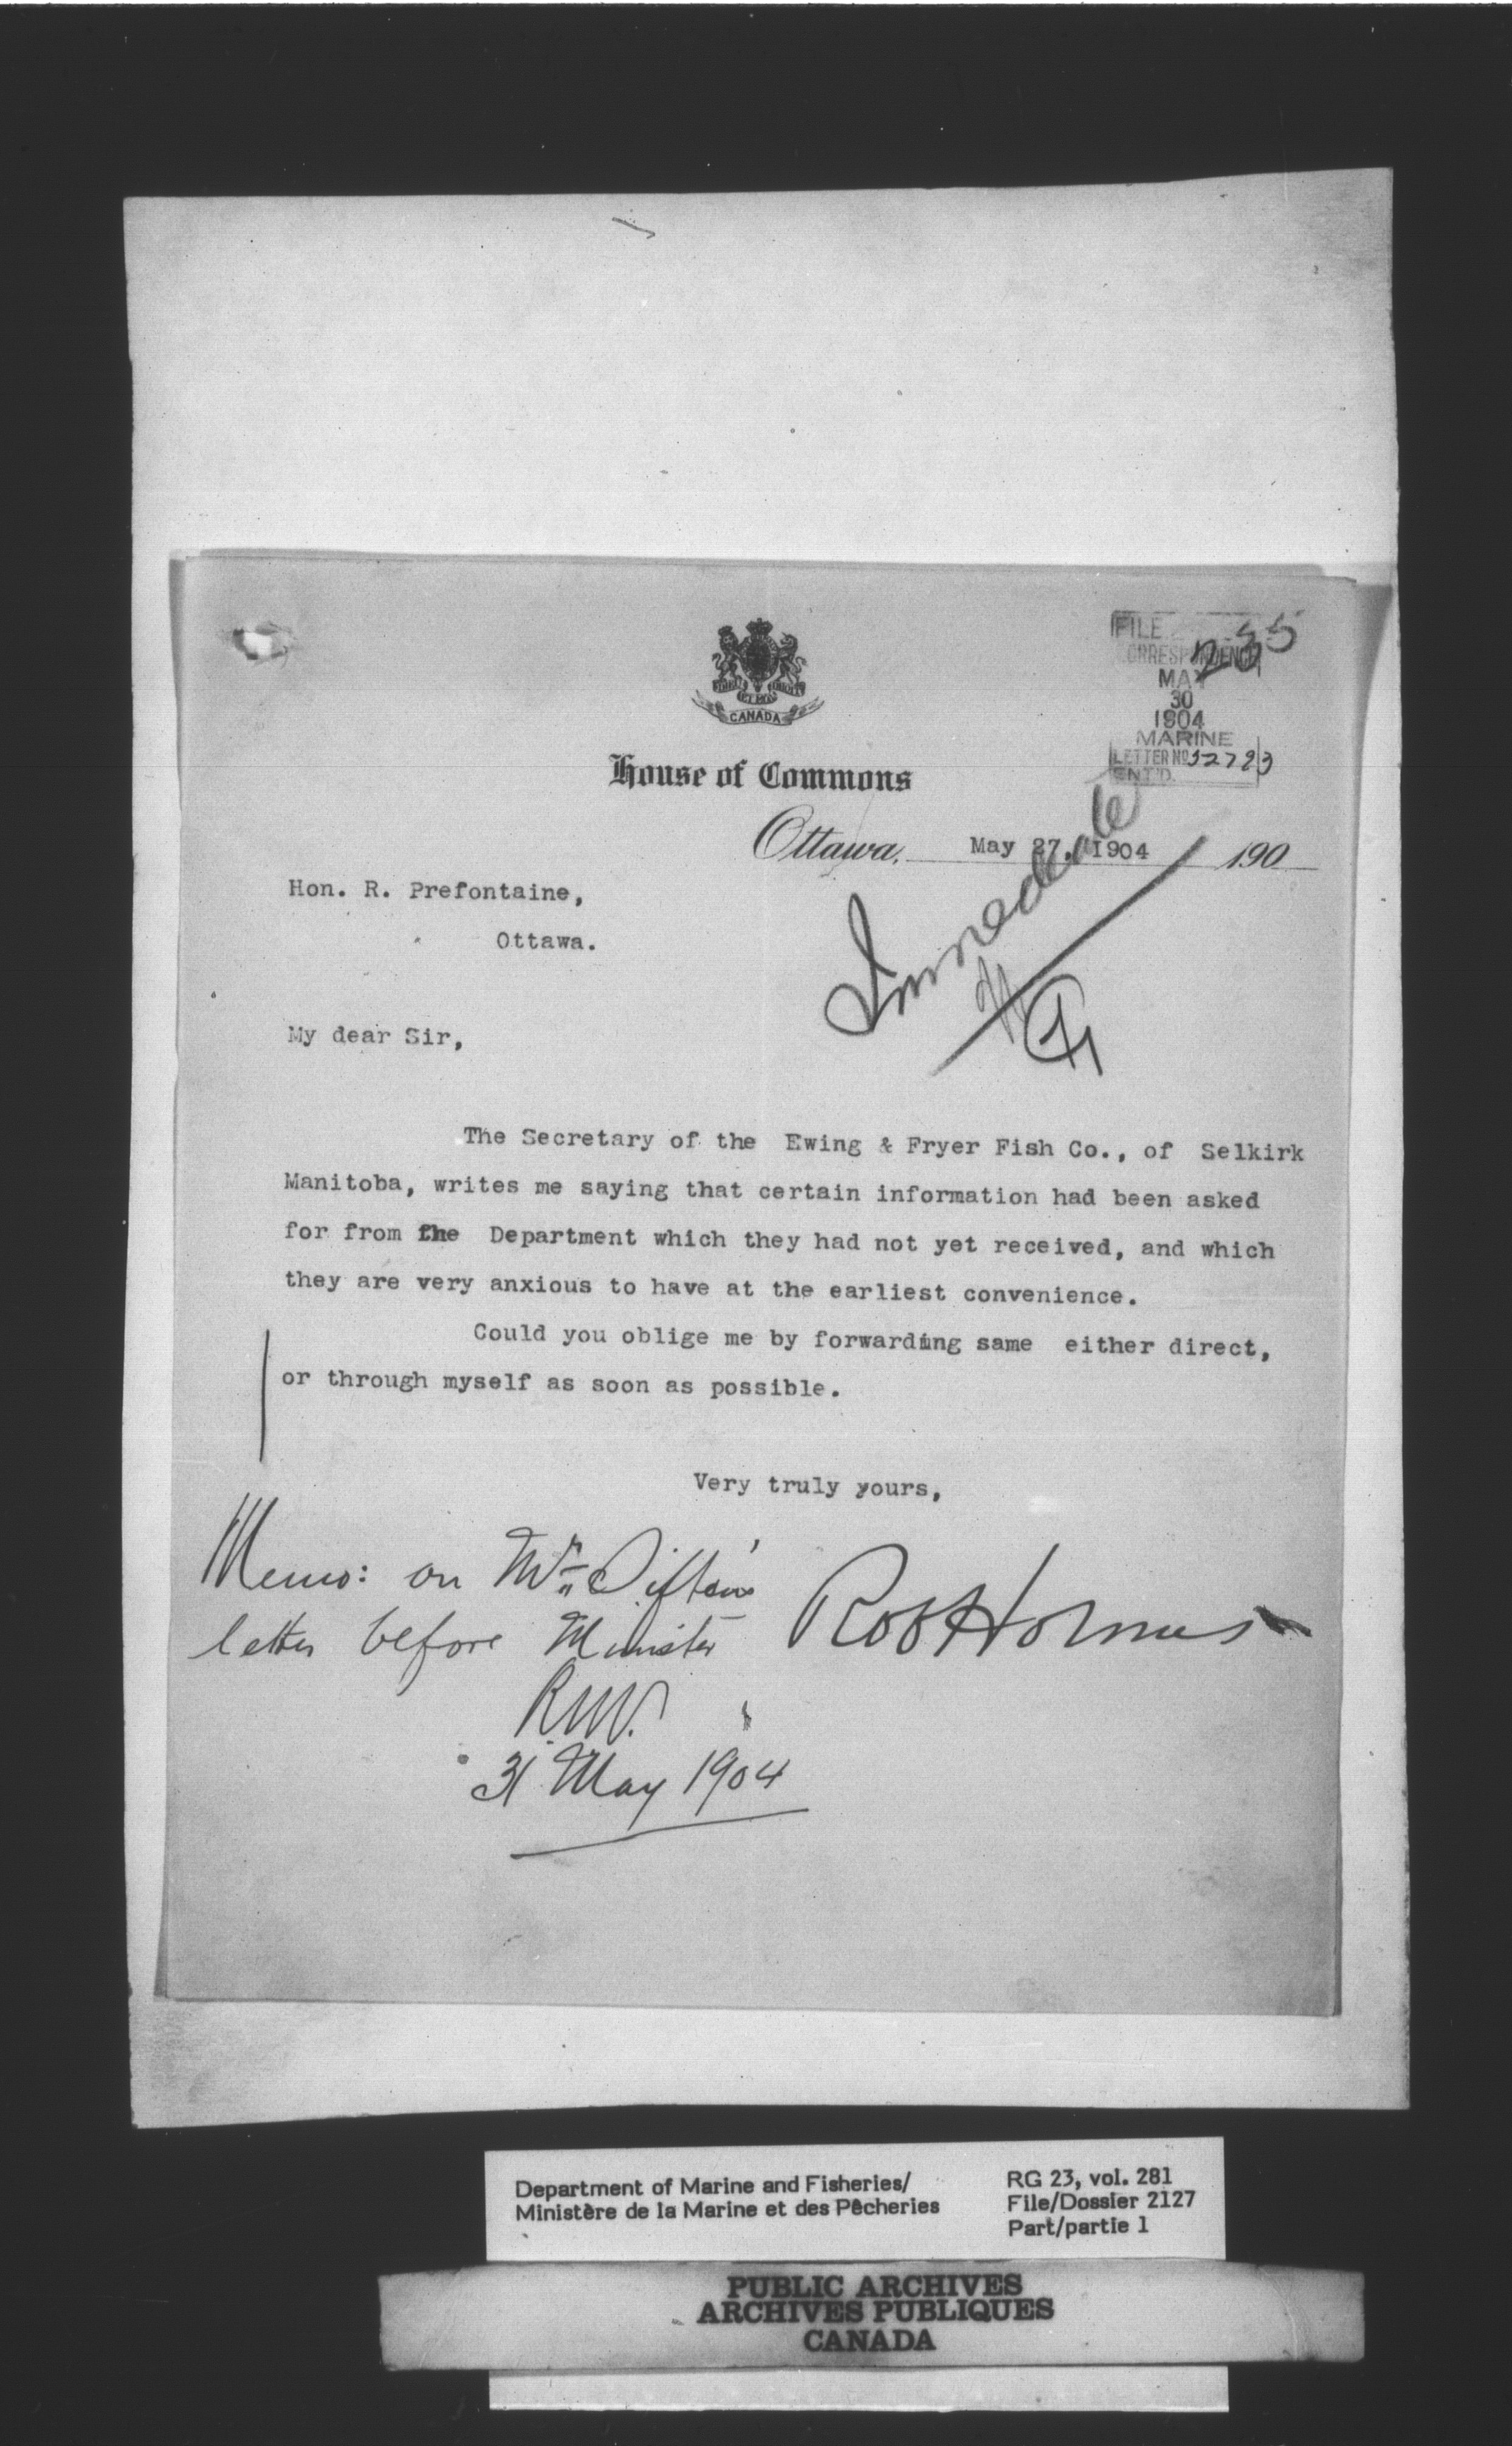 FILE
235
CORRESPONDENCE
MAY
30
1904
MARINE
LETTER No
ENT'D.
CANADA
House of Commons
Ottawa, May 27, 1904 190
Immediate
Hon. R. Prefontaine,
Ottawa.
My dear Sir,
The Secretary of the Ewing & Fryer Fish Co., of Selkirk
Manitoba, writes me saying that certain information had been asked
for from the Department which they had not yet received, and which
they are very anxious to have at the earliest convenience.
Could you oblige me by forwarding same either direct,
or through myself as soon as possible.
Very truly yours,
Rob Holmes
Memo: on Mr. Sifton's
letter before Minister
R.W.
31 May 1904
Department of Marine and Fisheries/
Ministère de la Marine et des Pêcheries
RG 23, vol. 281
File/Dossier 2127
Part/partie 1
PUBLIC ARCHIVES
ARCHIVES PUBLIQUES
CANADA